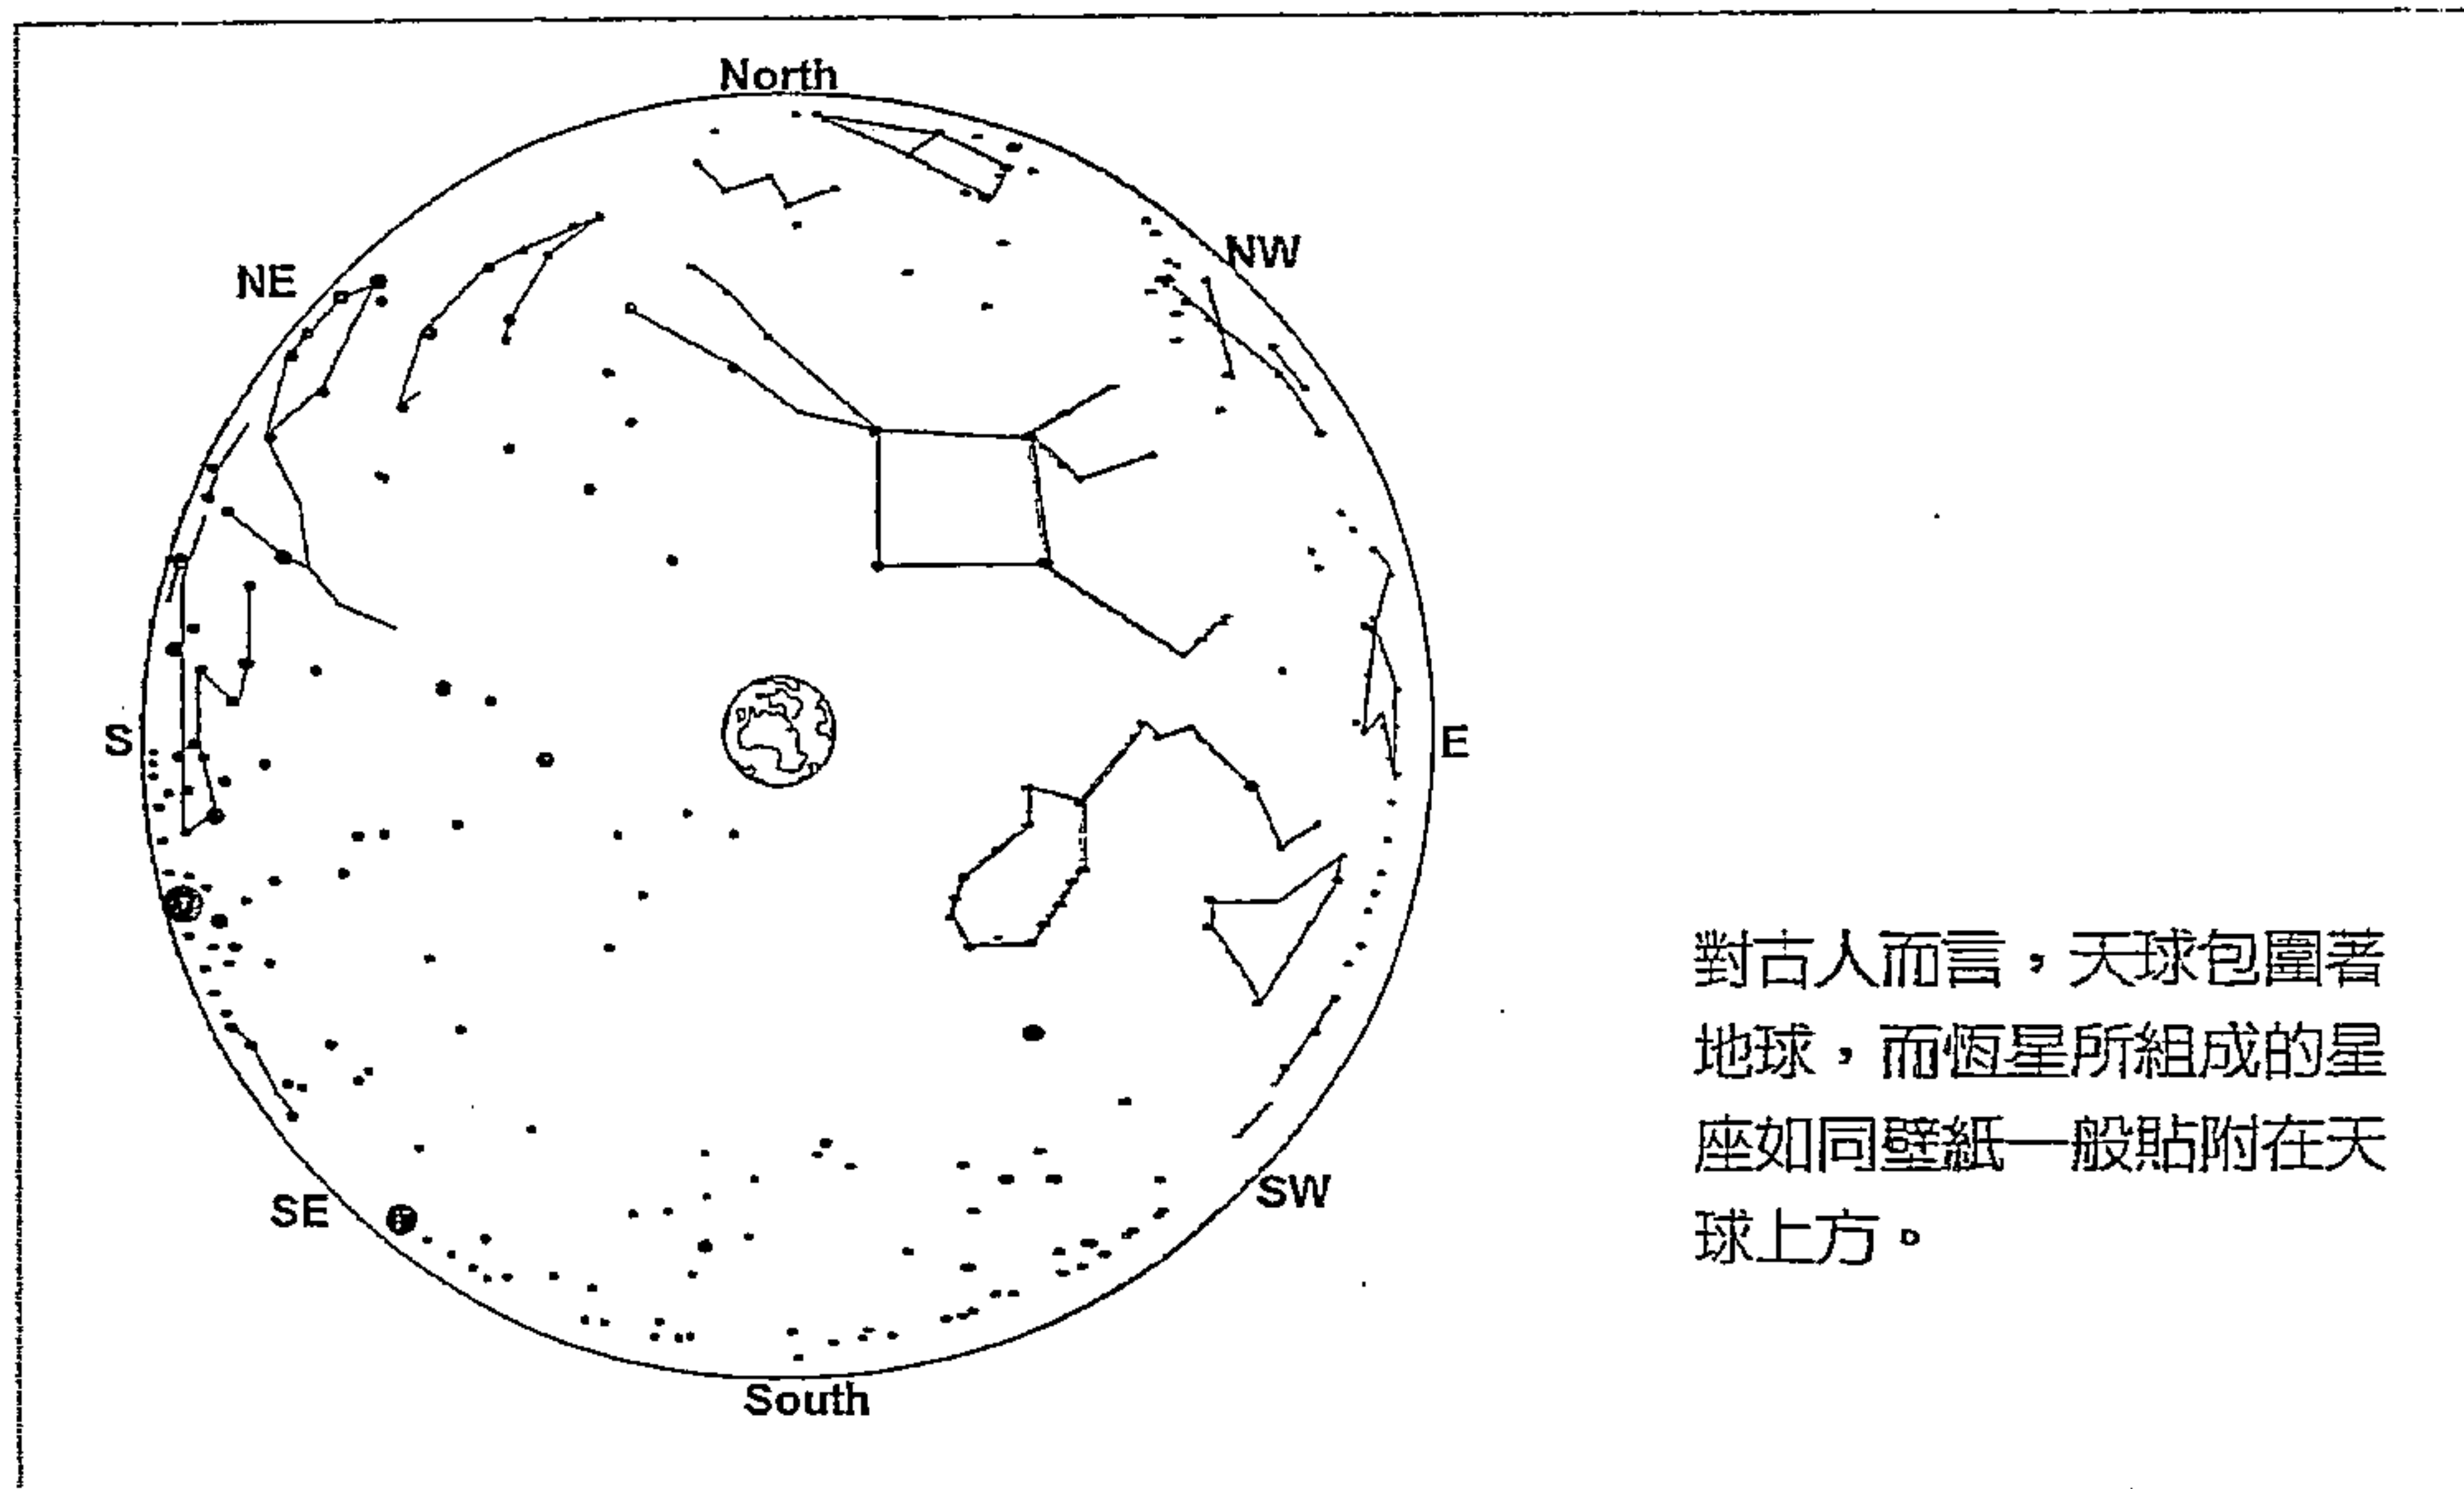 North
NE
NW
S
E
SE
SW
South
對古人而言，天球包圍著
地球，而恆星所組成的星
座如同壁紙一般貼附在天
球上方。